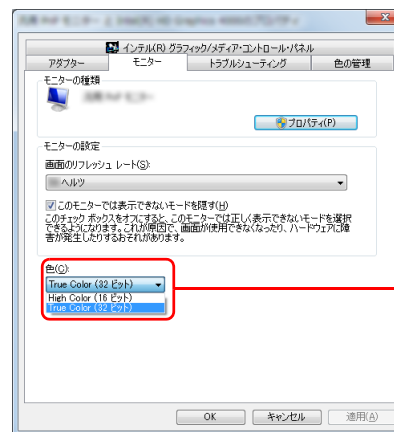 インテル(R) グラフィック/メディア・コントロール・パネル
アダプター
モニター
トラブルシューティング
色の管理
モニターの種類
プロパティ(P)
モニターの設定
画面のリフレッシュ レート(S):
ヘルツ
このモニターでは表示できないモードを隠す(H)
このチェック ボックスをオフにすると、このモニターでは正しく表示できないモードを選択
できるようになります。これが原因で、画面が使用できなくなったり、ハードウェアに障
害が発生したりするおそれがあります。
色(C):
True Color (32 ビット)
High Color (16 ビット)
True Color (32 ビット)
OK
キャンセル
適用(A)